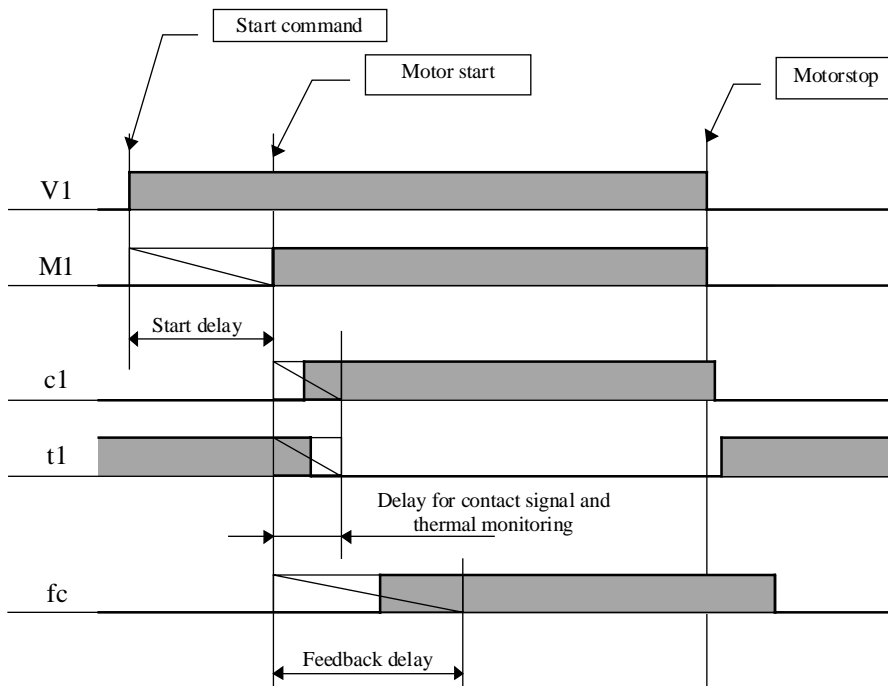 Start command
Motor start
Motorstop
V1
M1
Start delay
c1
t1
Delay for contact signal and
thermal monitoring
fc
Feedback delay